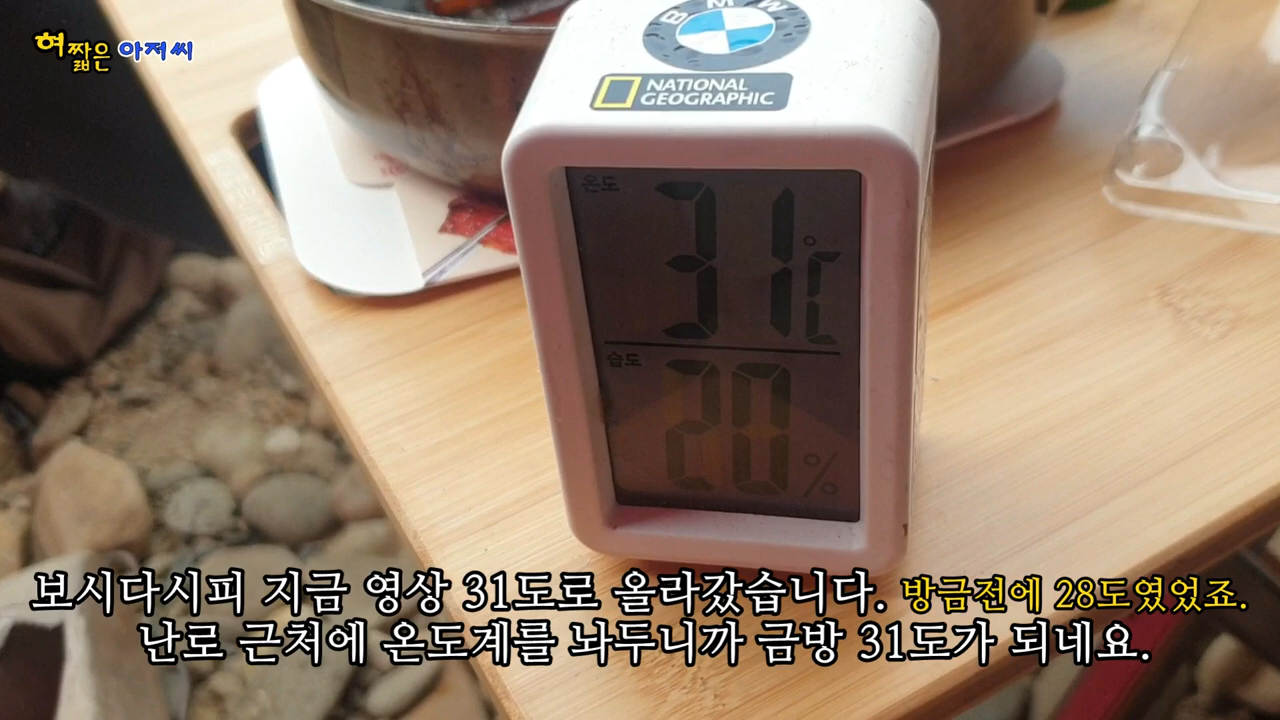 혀짧은 아저씨
BMW
NATIONAL
GEOGRAPHIC
온도
31℃
습도
20%
보시다시피 지금 영상 31도로 올라갔습니다. 방금전에 28도였었죠.
난로 근처에 온도계를 놔두니까 금방 31도가 되네요.